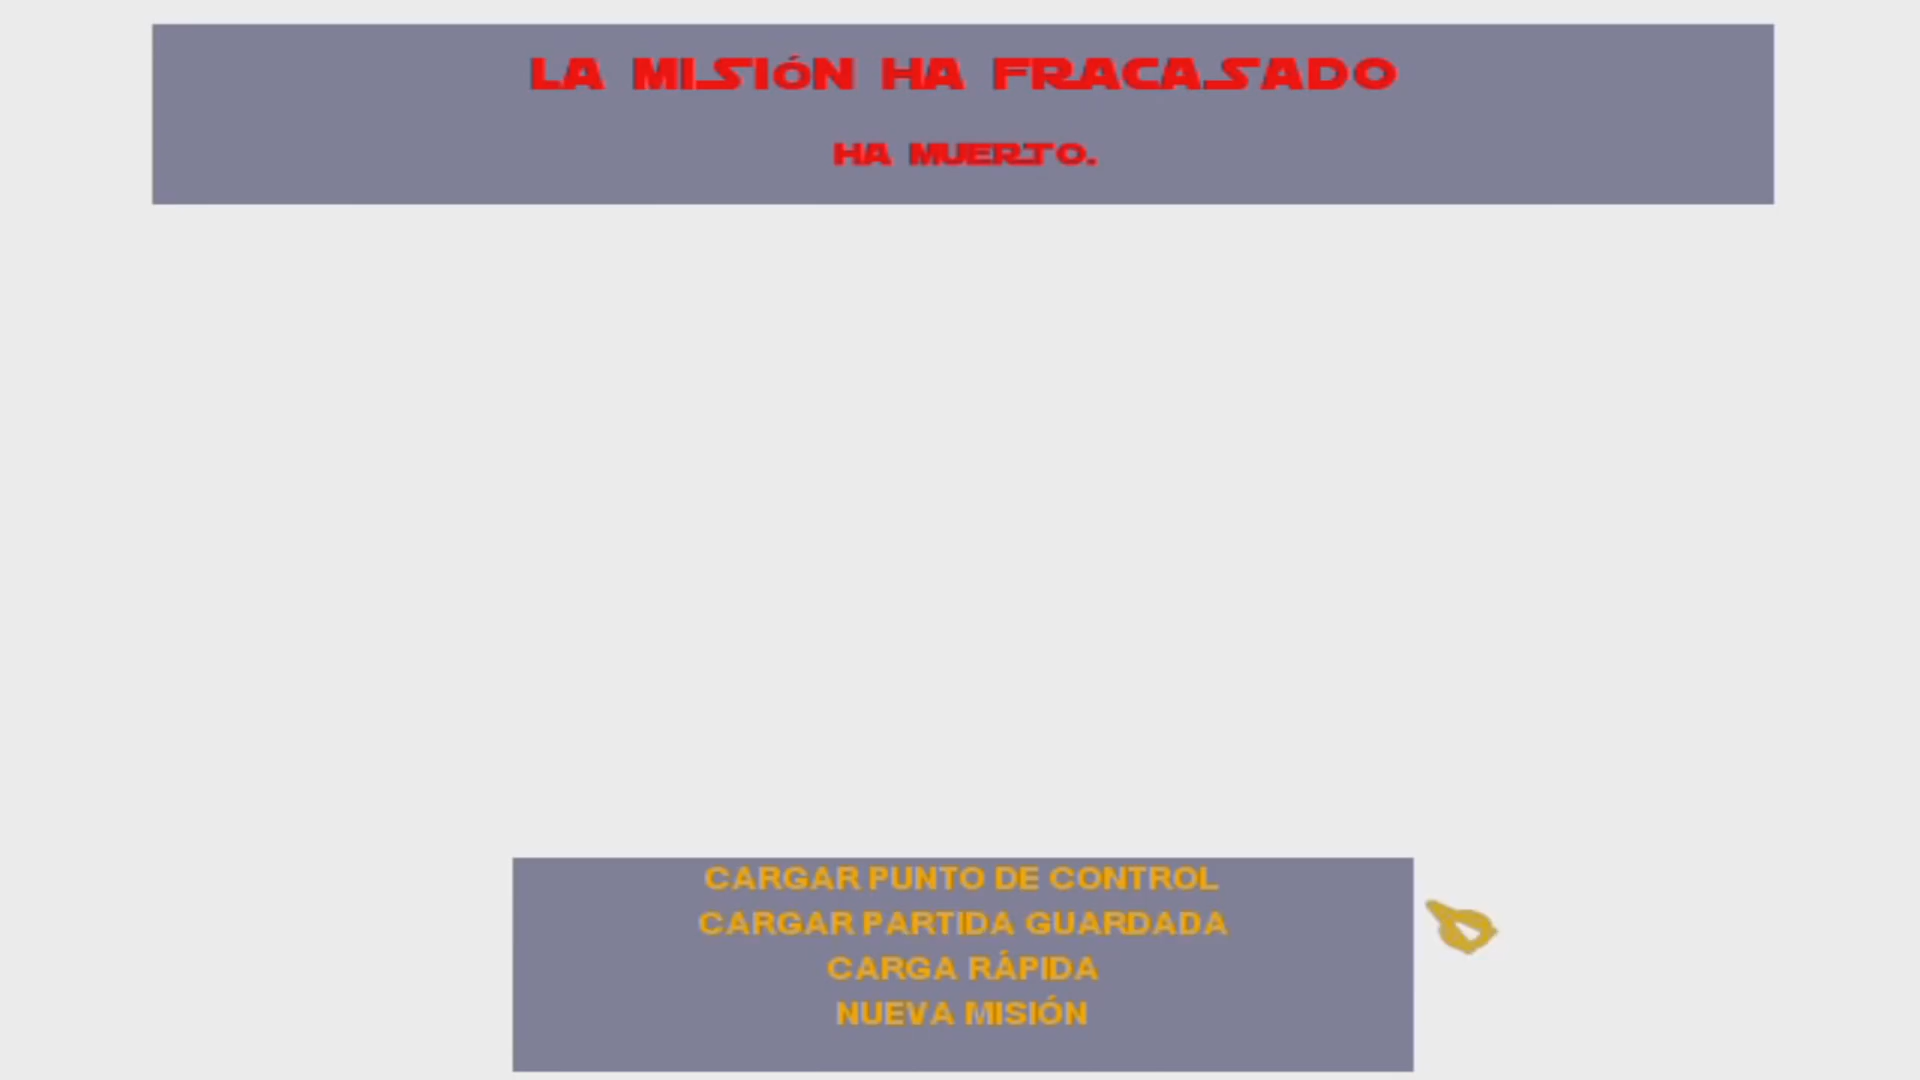 LA MISIÓN HA FRACASADO
HA MUERTO.
CARGAR PUNTO DE CONTROL
CARGAR PARTIDA GUARDADA
CARGA RÁPIDA
NUEVA MISIÓN